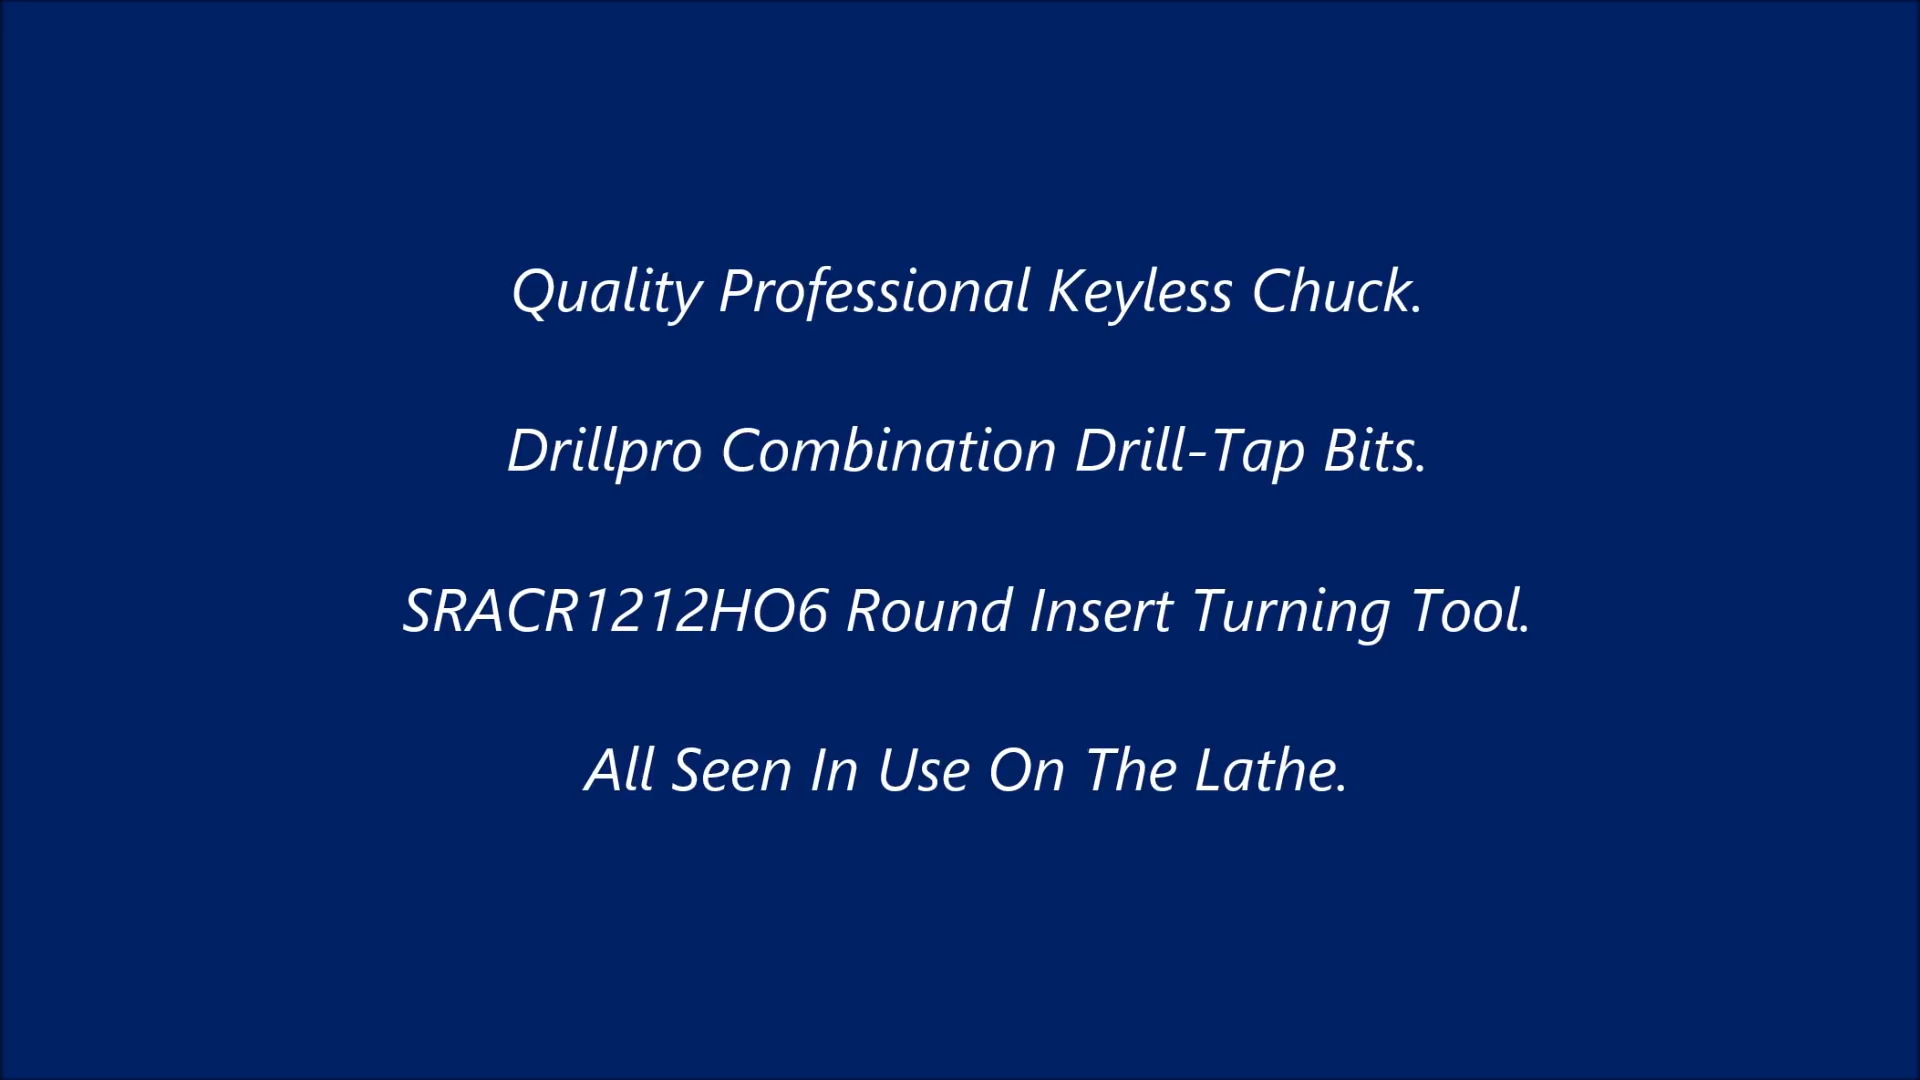 Quality Professional Keyless Chuck.
Drillpro Combination Drill-Tap Bits.
SRACR1212HO6 Round Insert Turning Tool.
All Seen In Use On The Lathe.